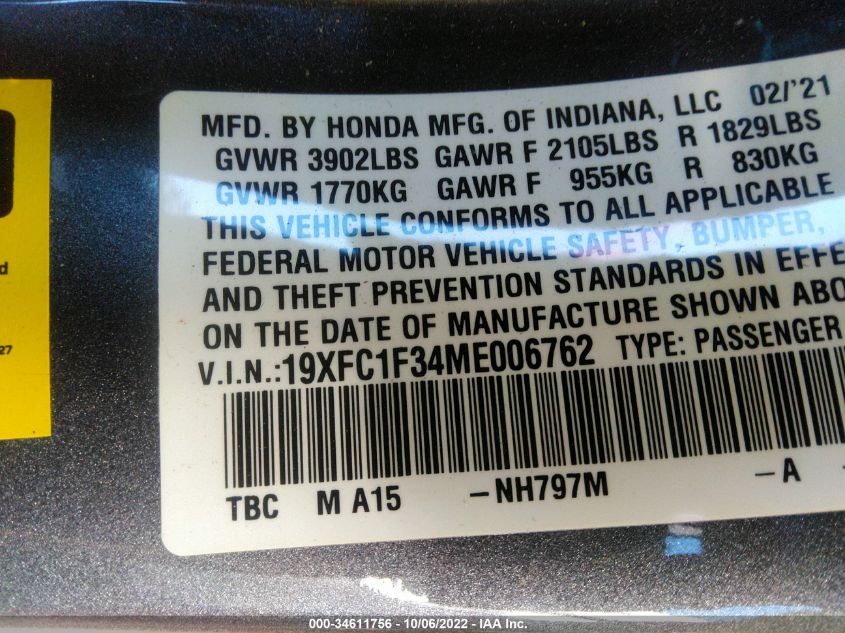 MFD. BY HONDA MFG. OF INDIANA, LLC 02/'21
GVWR 3902LBS GAWR F 2105LBS R 1829LBS
GVWR 1770KG GAWR F 955KG R 830KG
THIS VEHICLE CONFORMS TO ALL APPLICABLE
FEDERAL MOTOR VEHICLE SAFETY, BUMPER,
AND THEFT PREVENTION STANDARDS IN EFFE
ON THE DATE OF MANUFACTURE SHOWN ABO
V.I.N.:19XFC1F34ME006762 TYPE: PASSENGER
TBC M A15 -NH797M -A -
d
27
000-34611756 - 10/06/2022 - IAA Inc.